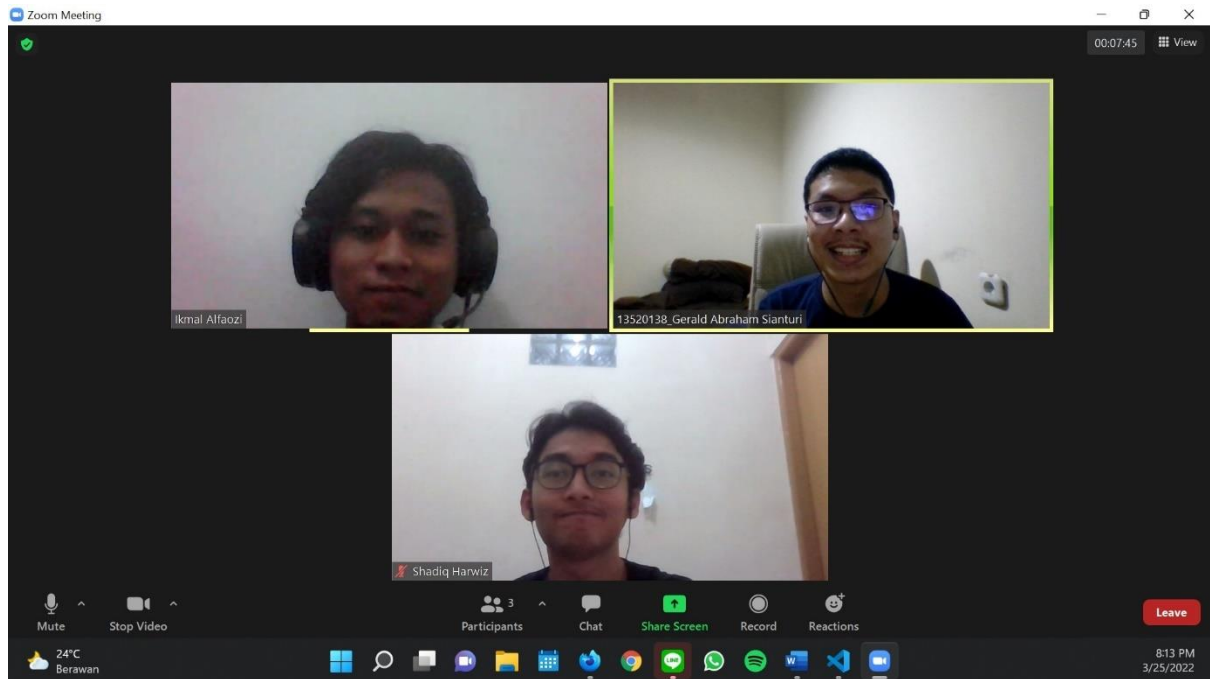 Zoom Meeting
00:07:45 View
Ikmal Alfaozi
13520138_Gerald Abraham Sianturi
Shadiq Harwiz
Mute
Stop Video
Participants
3
Chat
Share Screen
Record
Reactions
Leave
24°C
Berawan
LINE
W
8:13 PM
3/25/2022